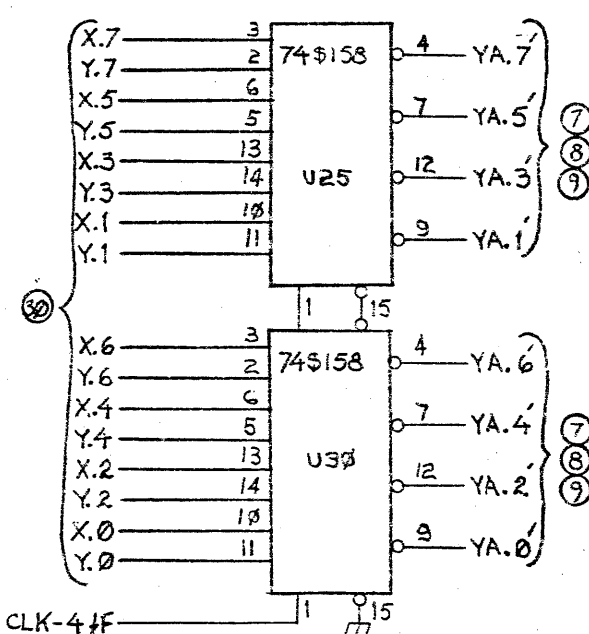 X.7 3 74S158 4 YA.7'
Y.7 2
X.5 6
Y.5 5 7 YA.5' 7
X.3 13 8
Y.3 14 U25 12 YA.3' 9
X.1 10
Y.1 11 9 YA.1'
30
1 15
X.6 3 74S158 4 YA.6'
Y.6 2
X.4 6
Y.4 5 7 YA.4' 7
X.2 13 U30 8
Y.2 14 12 YA.2' 9
X.0 10
Y.0 11 9 YA.0'
CLK-4 1 15